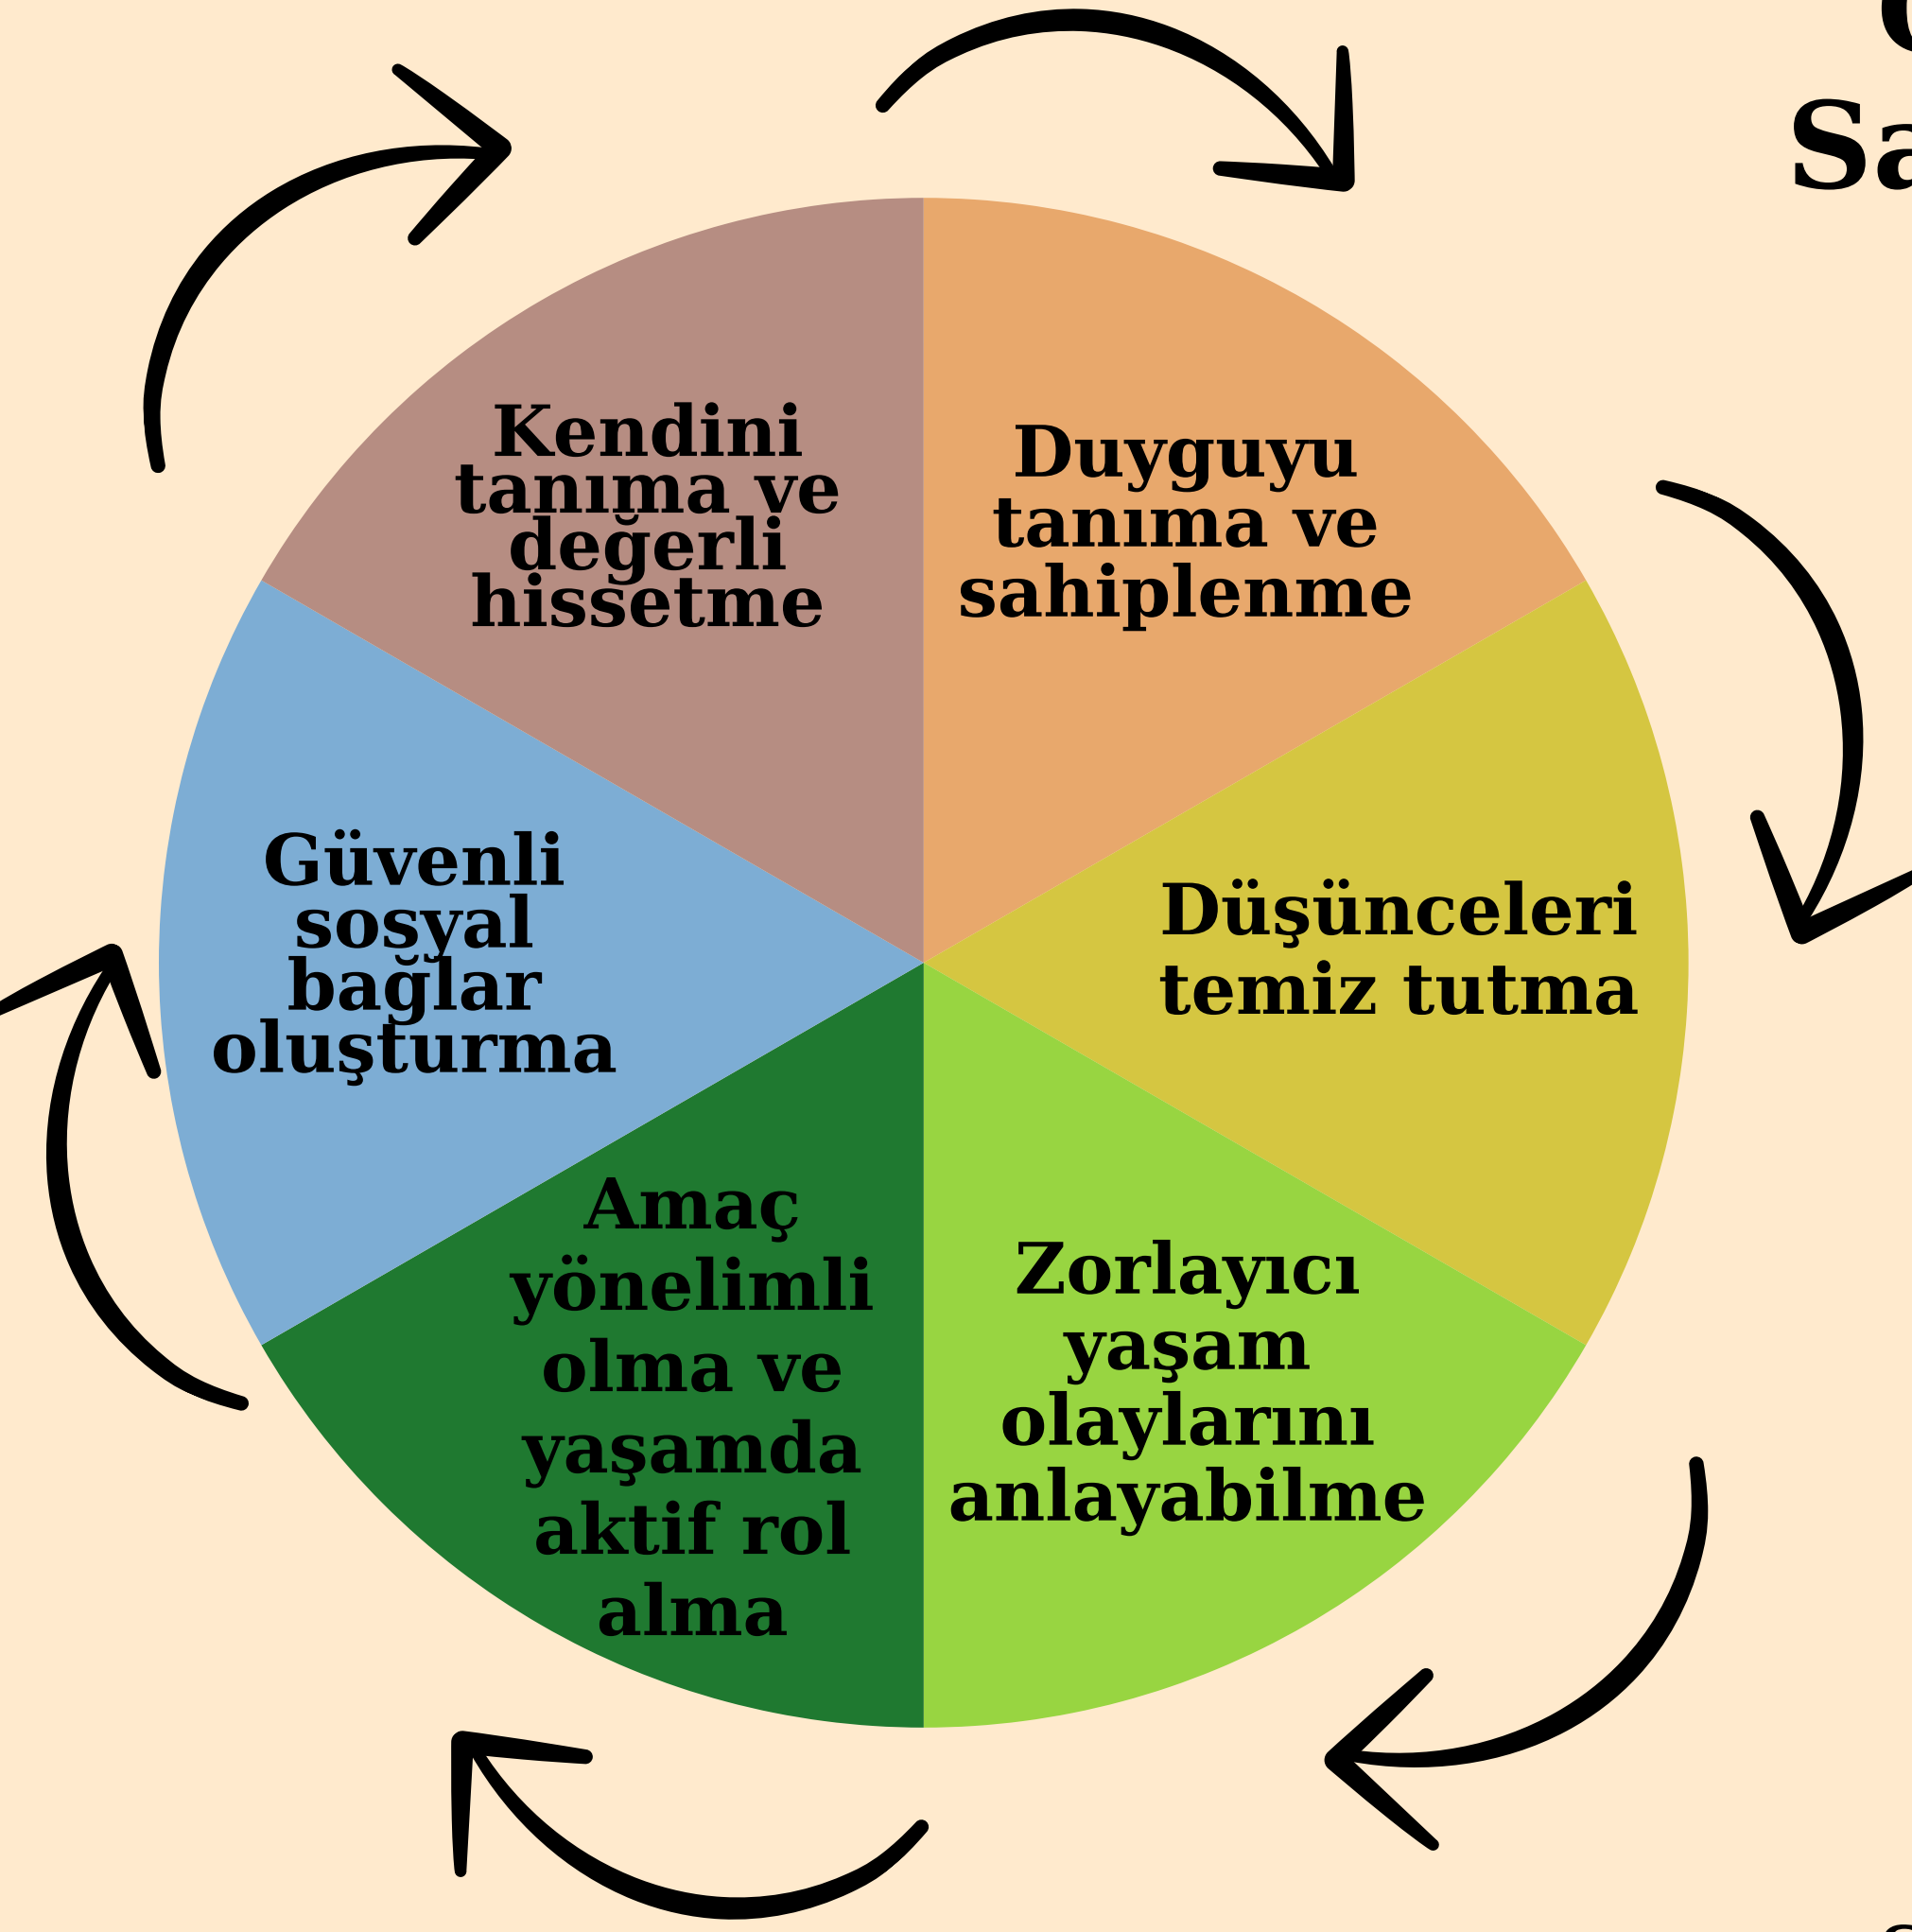 Sa
Kendini
tanıma ve
değerli
hissetme
Duyguyu
tanıma ve
sahiplenme
Düşünceleri
temiz tutma
Zorlayıcı
yaşam
olaylarını
anlayabilme
Amaç
yönelimli
olma ve
yaşamda
aktif rol
alma
Güvenli
sosyal
bağlar
oluşturma